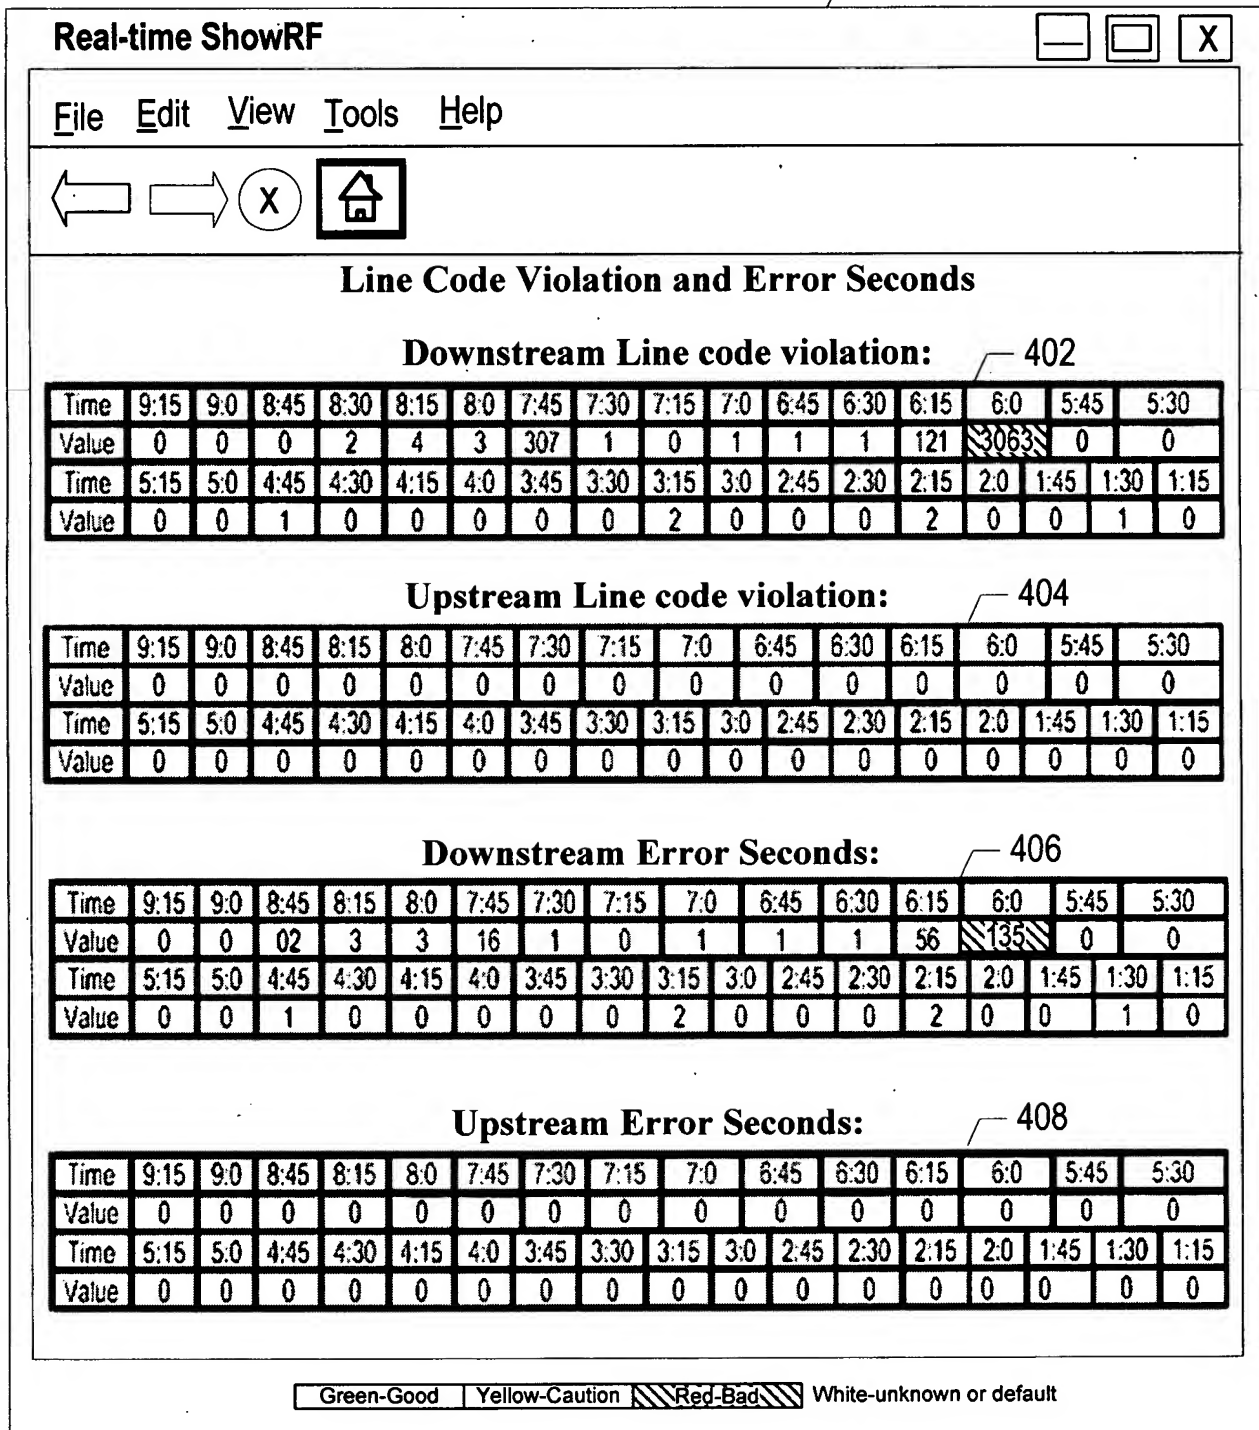 Real-time ShowRF
X
File Edit View Tools Help
X
Line Code Violation and Error Seconds
Downstream Line code violation: 402
Time 9:15 9:0 8:45 8:30 8:15 8:0 7:45 7:30 7:15 7:0 6:45 6:30 6:15 6:0 5:45 5:30
Value 0 0 0 2 4 3 307 1 0 1 1 1 121 3063 0 0
Time 5:15 5:0 4:45 4:30 4:15 4:0 3:45 3:30 3:15 3:0 2:45 2:30 2:15 2:0 1:45 1:30 1:15
Value 0 0 1 0 0 0 0 0 2 0 0 0 2 0 0 1 0
Upstream Line code violation: 404
Time 9:15 9:0 8:45 8:15 8:0 7:45 7:30 7:15 7:0 6:45 6:30 6:15 6:0 5:45 5:30
Value 0 0 0 0 0 0 0 0 0 0 0 0 0 0 0
Time 5:15 5:0 4:45 4:30 4:15 4:0 3:45 3:30 3:15 3:0 2:45 2:30 2:15 2:0 1:45 1:30 1:15
Value 0 0 0 0 0 0 0 0 0 0 0 0 0 0 0 0 0
Downstream Error Seconds: 406
Time 9:15 9:0 8:45 8:15 8:0 7:45 7:30 7:15 7:0 6:45 6:30 6:15 6:0 5:45 5:30
Value 0 0 02 3 3 16 1 0 1 1 1 56 135 0 0
Time 5:15 5:0 4:45 4:30 4:15 4:0 3:45 3:30 3:15 3:0 2:45 2:30 2:15 2:0 1:45 1:30 1:15
Value 0 0 1 0 0 0 0 0 2 0 0 0 2 0 0 1 0
Upstream Error Seconds: 408
Time 9:15 9:0 8:45 8:15 8:0 7:45 7:30 7:15 7:0 6:45 6:30 6:15 6:0 5:45 5:30
Value 0 0 0 0 0 0 0 0 0 0 0 0 0 0 0
Time 5:15 5:0 4:45 4:30 4:15 4:0 3:45 3:30 3:15 3:0 2:45 2:30 2:15 2:0 1:45 1:30 1:15
Value 0 0 0 0 0 0 0 0 0 0 0 0 0 0 0 0 0
Green-Good Yellow-Caution Red-Bad White-unknown or default